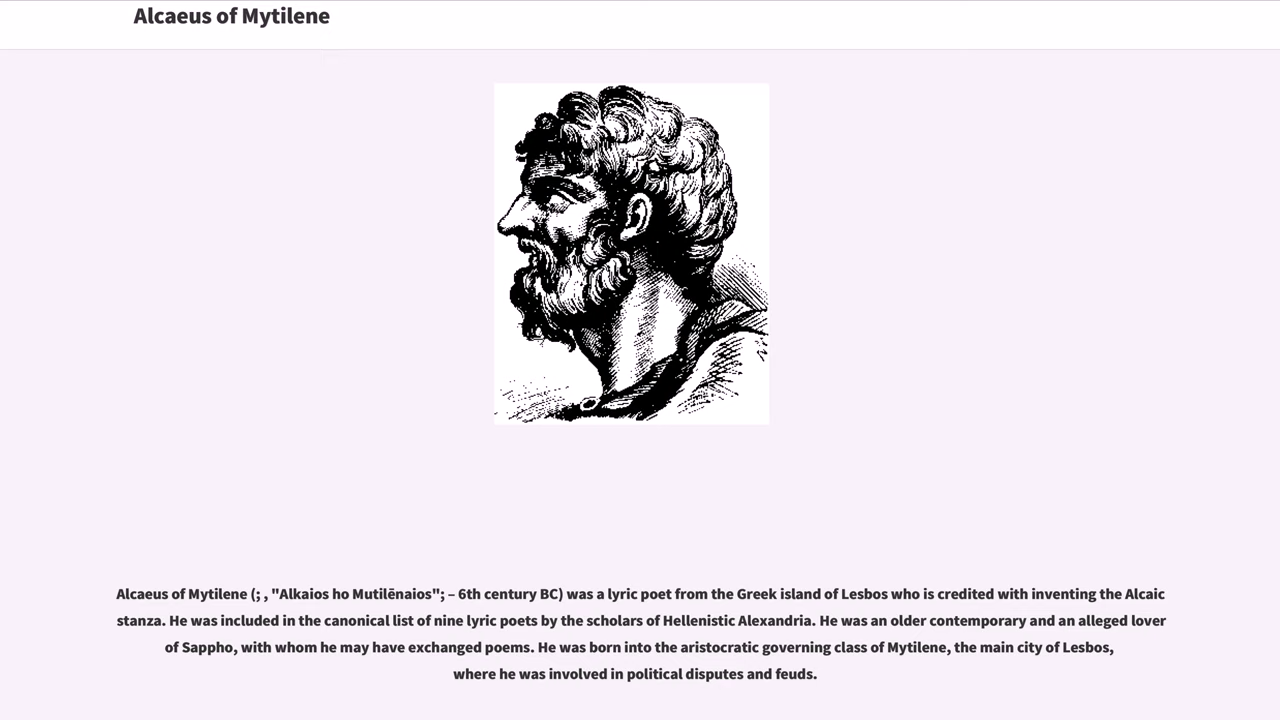 Alcaeus of Mytilene
Alcaeus of Mytilene (; , "Alkaios ho Mutilēnaios"; – 6th century BC) was a lyric poet from the Greek island of Lesbos who is credited with inventing the Alcaic
stanza. He was included in the canonical list of nine lyric poets by the scholars of Hellenistic Alexandria. He was an older contemporary and an alleged lover
of Sappho, with whom he may have exchanged poems. He was born into the aristocratic governing class of Mytilene, the main city of Lesbos,
where he was involved in political disputes and feuds.